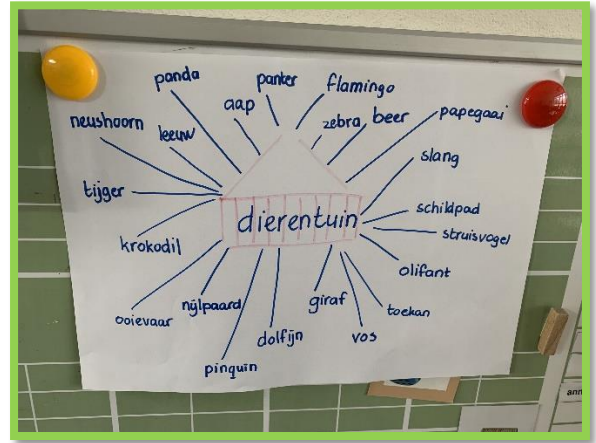 panda
panter
flamingo
aap
zebra
beer
papegaai
neushoorn
leeuw
slang
tijger
schildpad
dierentuin
struisvogel
krokodil
olifant
nijlpaard
giraf
toekan
ooievaar
dolfijn
vos
pinquin